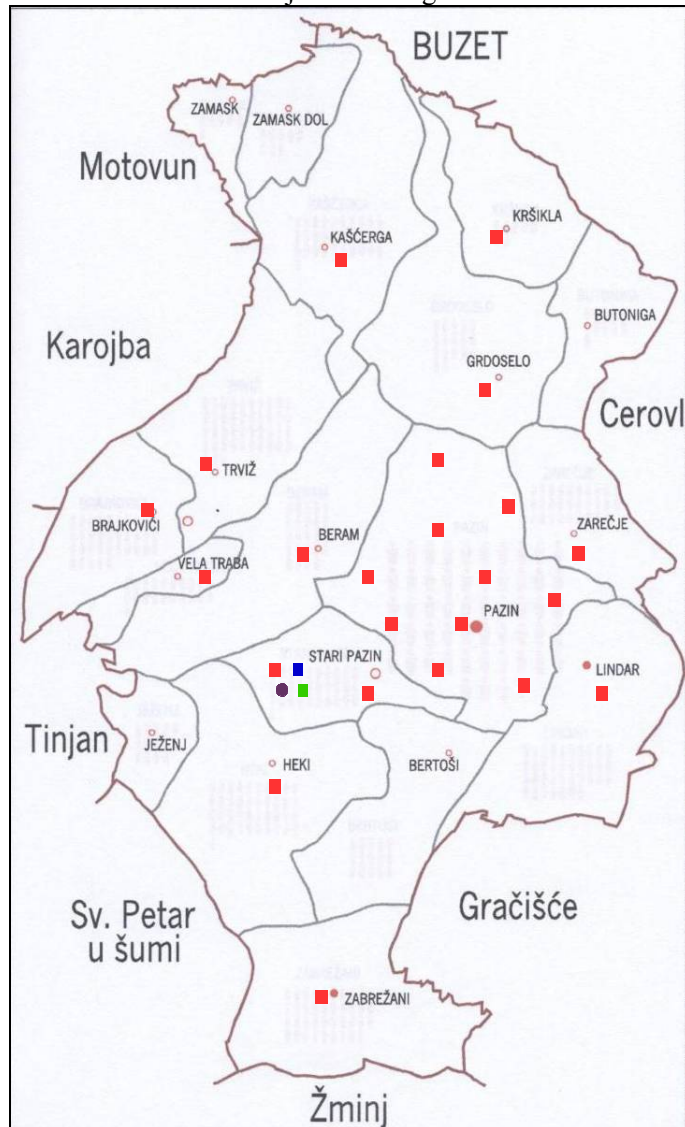 BUZET
ZAMASK
ZAMASK DOL
Motovun
KRŠIKLA
KAŠĆERGA
BUTONIGA
Karojba
GRDOSELO
Cerovl
TRVIŽ
BRAJKOVIĆI
BERAM
ZAREČJE
VELA TRABA
PAZIN
STARI PAZIN
LINDAR
Tinjan
JEŽENJ
HEKI
BERTOŠI
Sv. Petar
u šumi
Gračišće
ZABREŽANI
Žminj